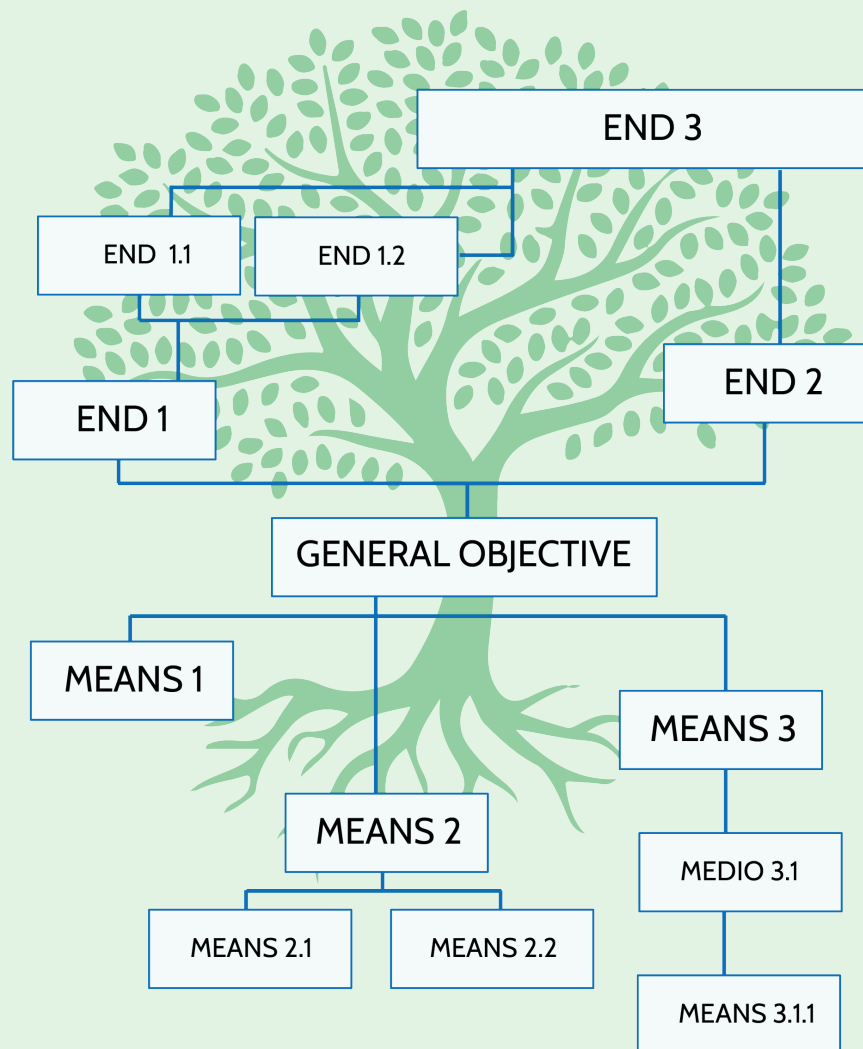 END 3
END 1.1
END 1.2
END 2
END 1
GENERAL OBJECTIVE
MEANS 1
MEANS 3
MEANS 2
MEDIO 3.1
MEANS 2.1
MEANS 2.2
MEANS 3.1.1